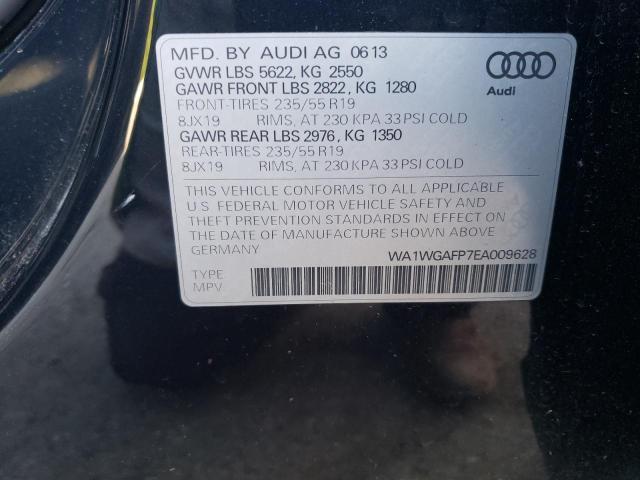 MFD. BY AUDI AG 06 13
GVWR LBS 5622, KG 2550
GAWR FRONT LBS 2822, KG 1280
FRONT-TIRES 235/55 R19
8JX19 RIMS, AT 230 KPA 33 PSI COLD
GAWR REAR LBS 2976, KG 1350
REAR-TIRES 235/55 R19
8JX19 RIMS, AT 230 KPA 33 PSI COLD
Audi
THIS VEHICLE CONFORMS TO ALL APPLICABLE
U.S. FEDERAL MOTOR VEHICLE SAFETY AND
THEFT PREVENTION STANDARDS IN EFFECT ON
THE DATE OF MANUFACTURE SHOWN ABOVE
GERMANY
WA1WGAFP7EA009628
TYPE
MPV